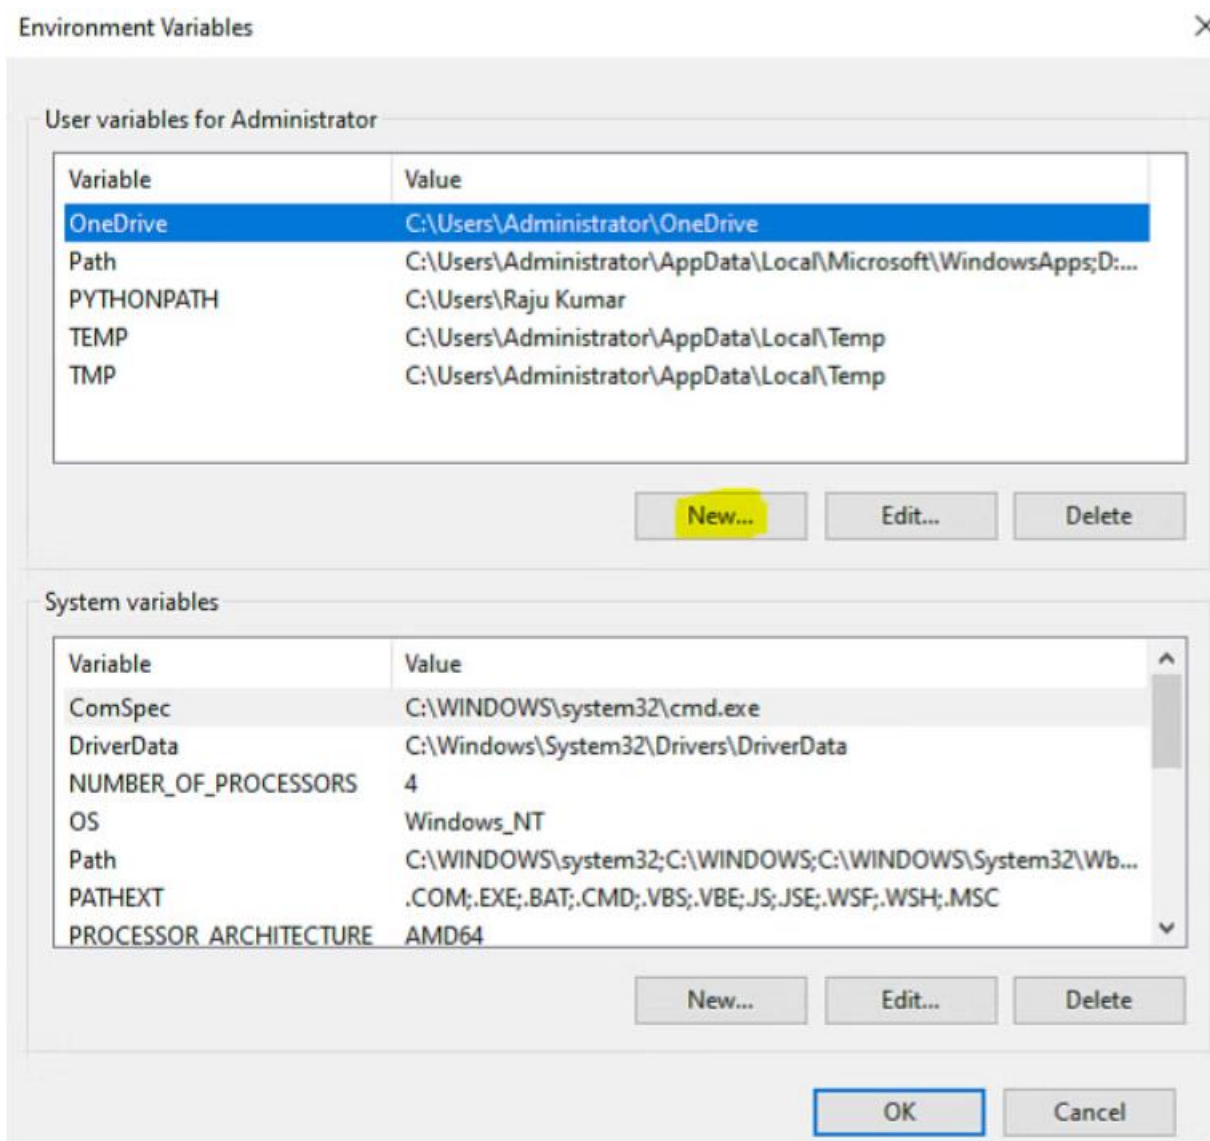 Environment Variables
User variables for Administrator
Variable Value
OneDrive C:\Users\Administrator\OneDrive
Path C:\Users\Administrator\AppData\Local\Microsoft\WindowsApps;D:...
PYTHONPATH C:\Users\Raju Kumar
TEMP C:\Users\Administrator\AppData\Local\Temp
TMP C:\Users\Administrator\AppData\Local\Temp
New... Edit... Delete
System variables
Variable Value
ComSpec C:\WINDOWS\system32\cmd.exe
DriverData C:\Windows\System32\Drivers\DriverData
NUMBER_OF_PROCESSORS 4
OS Windows_NT
Path C:\WINDOWS\system32;C:\WINDOWS;C:\WINDOWS\System32\Wb...
PATHEXT .COM;.EXE;.BAT;.CMD;.VBS;.VBE;.JS;.JSE;.WSF;.WSH;.MSC
PROCESSOR_ARCHITECTURE AMD64
New... Edit... Delete
OK Cancel